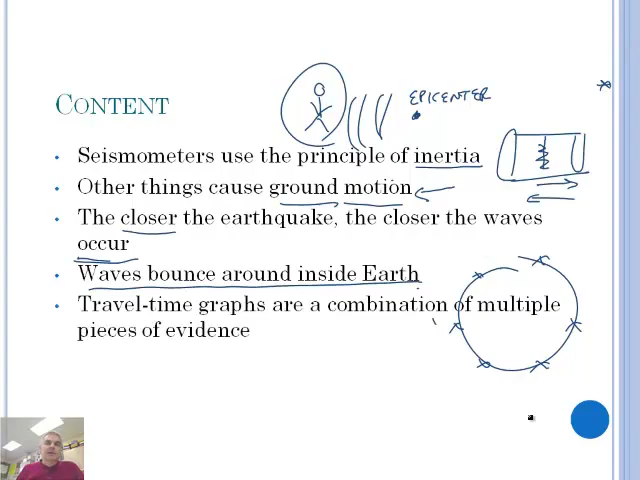 EPICENTER
CONTENT
• Seismometers use the principle of inertia
• Other things cause ground motion
• The closer the earthquake, the closer the waves
occur
• Waves bounce around inside Earth
• Travel-time graphs are a combination of multiple
pieces of evidence